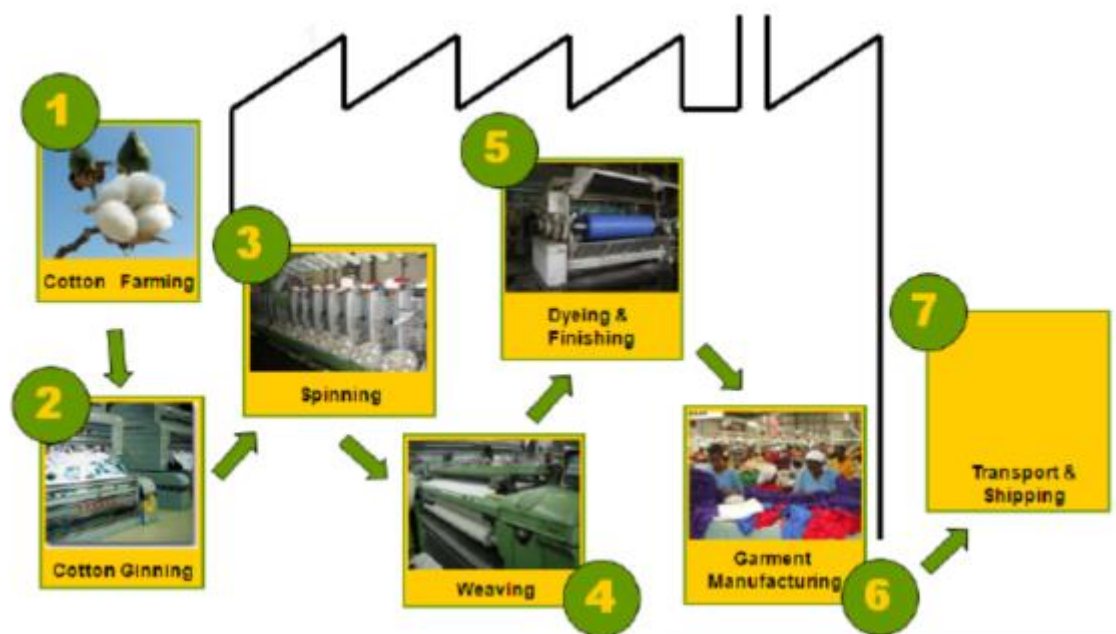 1
Cotton Farming
2
Cotton Ginning
3
Spinning
4
Weaving
5
Dyeing &
Finishing
6
Garment
Manufacturing
7
Transport &
Shipping